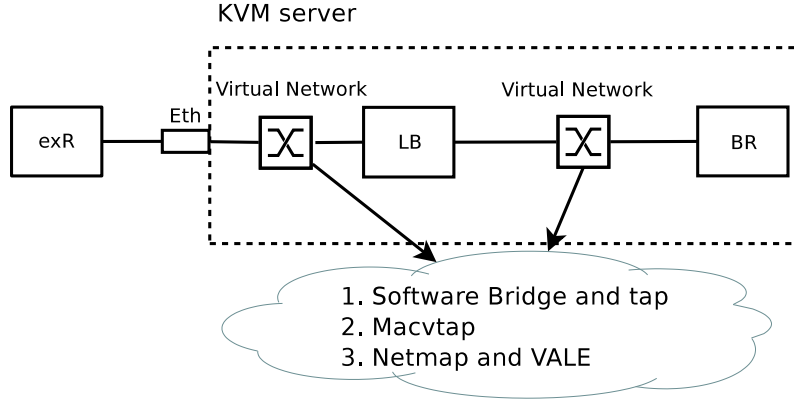 KVM server
Virtual Network
Virtual Network
Eth
exR
LB
BR
1. Software Bridge and tap
2. Macvtap
3. Netmap and VALE